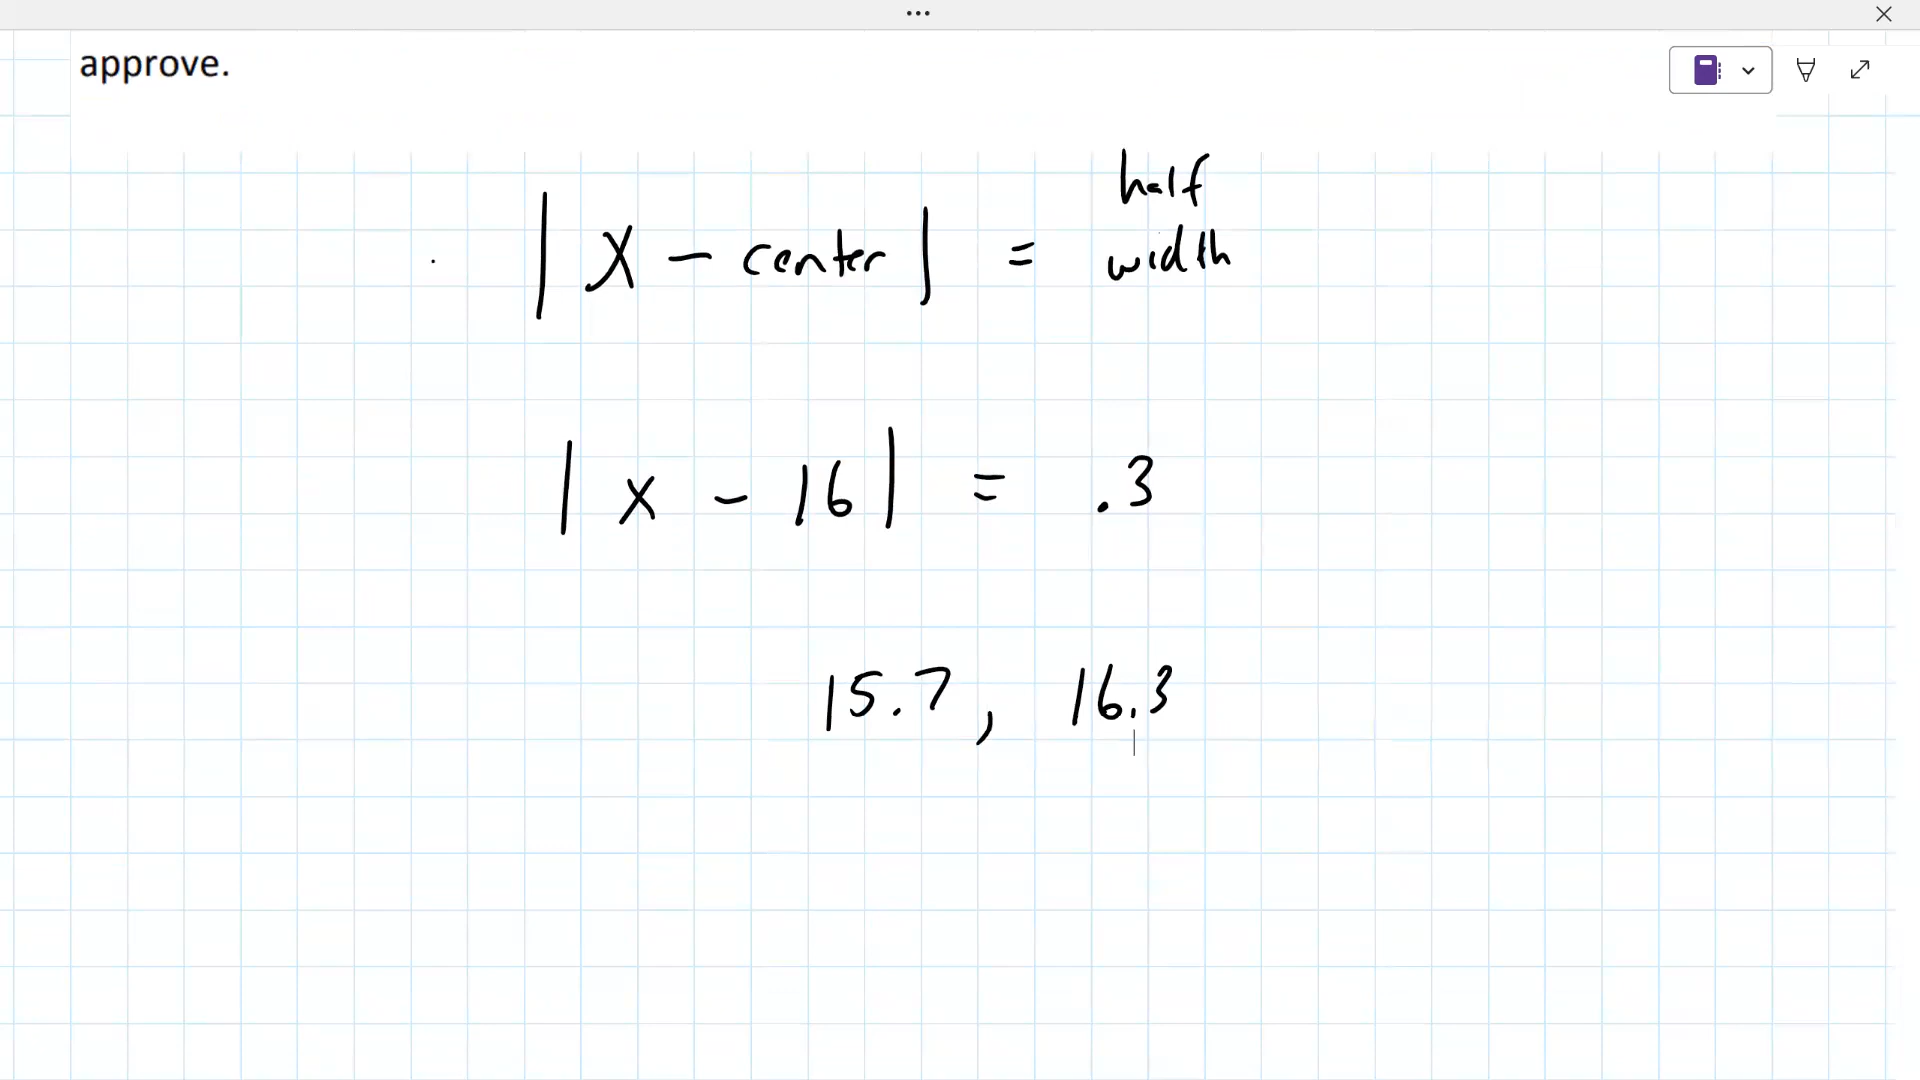 approve.
half
| X - center | = width
| x - 16 | = .3
15.7, 16.3